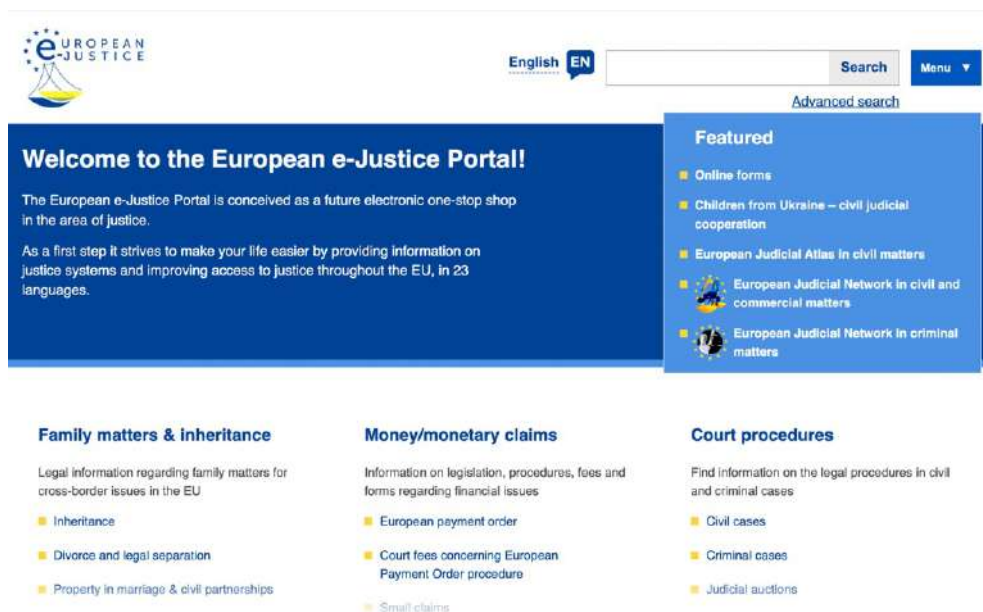 EUROPEAN
e-JUSTICE
English EN
Search
Menu ▼
Advanced search
Welcome to the European e-Justice Portal!
The European e-Justice Portal is conceived as a future electronic one-stop shop
in the area of justice.
As a first step it strives to make your life easier by providing information on
justice systems and improving access to justice throughout the EU, in 23
languages.
Featured
Online forms
Children from Ukraine – civil judicial
cooperation
European Judicial Atlas in civil matters
European Judicial Network in civil and
commercial matters
European Judicial Network in criminal
matters
Family matters & inheritance
Legal information regarding family matters for
cross-border issues in the EU
Inheritance
Divorce and legal separation
Property in marriage & civil partnerships
Money/monetary claims
Information on legislation, procedures, fees and
forms regarding financial issues
European payment order
Court fees concerning European
Payment Order procedure
Small claims
Court procedures
Find information on the legal procedures in civil
and criminal cases
Civil cases
Criminal cases
Judicial auctions